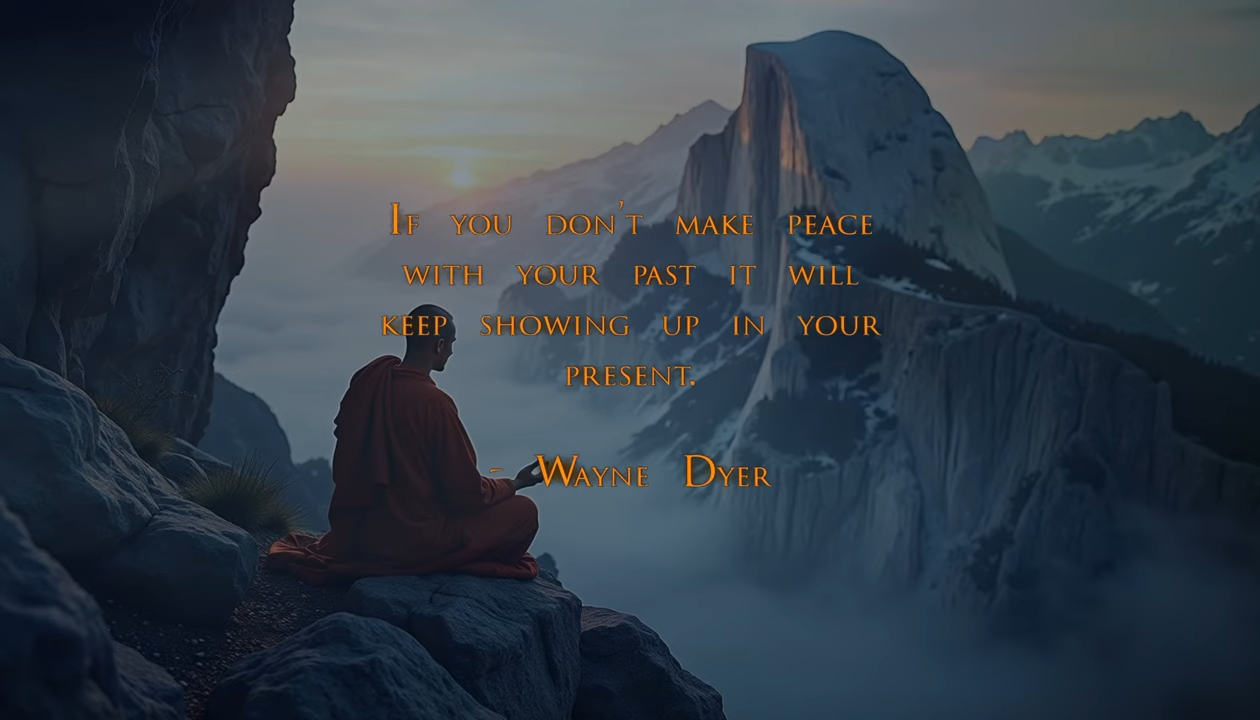 If you don't make peace
with your past it will
keep showing up in your
present.
- Wayne Dyer